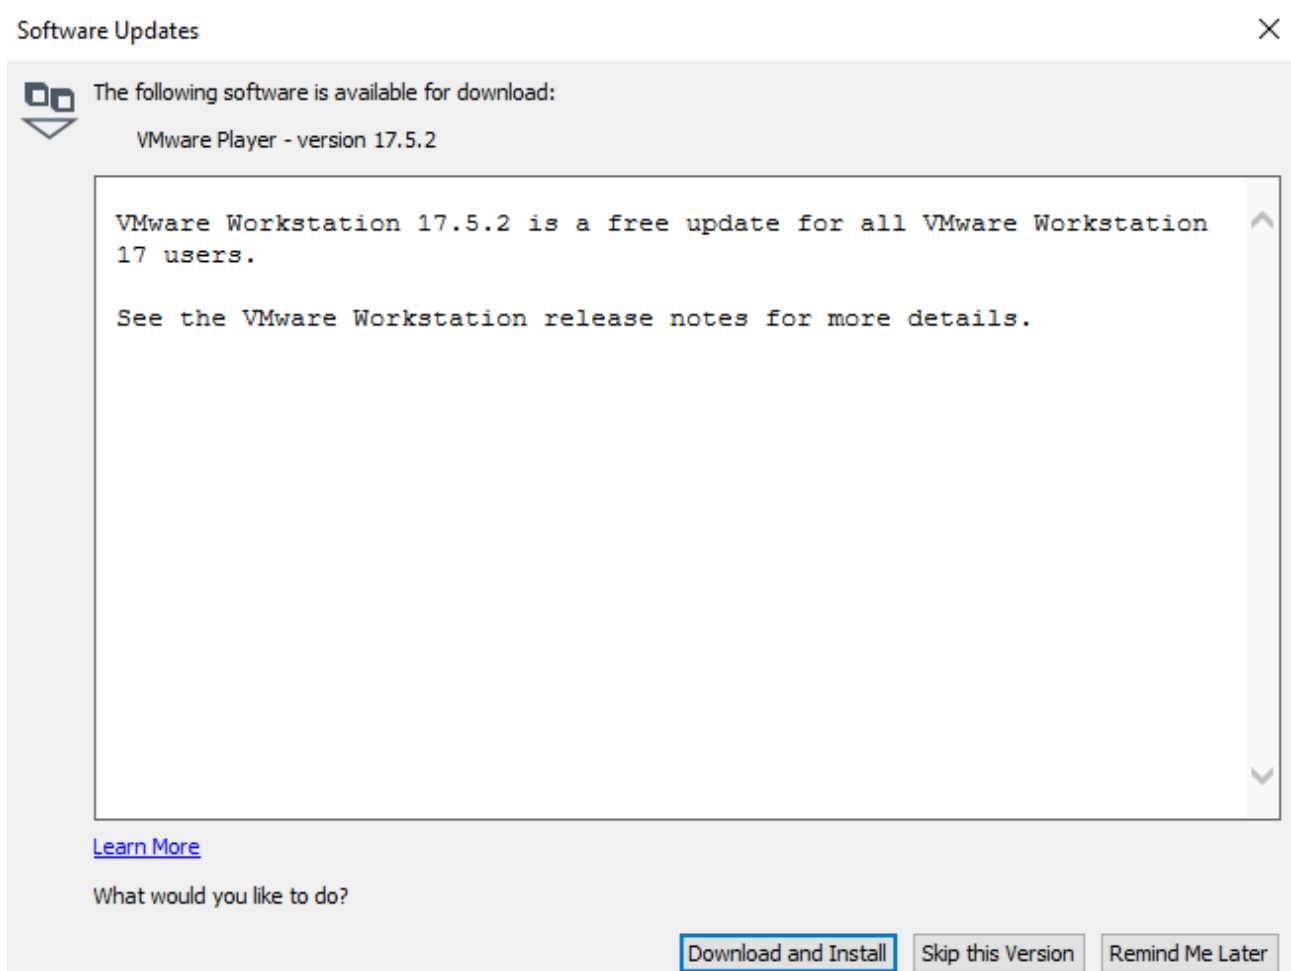 Software Updates
The following software is available for download:
VMware Player - version 17.5.2
VMware Workstation 17.5.2 is a free update for all VMware Workstation
17 users.
See the VMware Workstation release notes for more details.
Learn More
What would you like to do?
Download and Install
Skip this Version
Remind Me Later